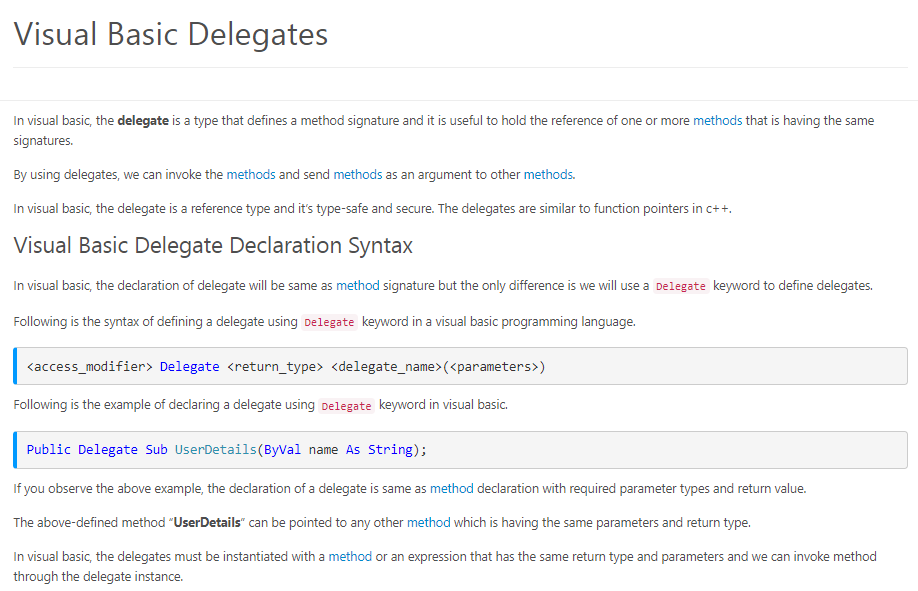 Visual Basic Delegates
In visual basic, the delegate is a type that defines a method signature and it is useful to hold the reference of one or more methods that is having the same
signatures.
By using delegates, we can invoke the methods and send methods as an argument to other methods.
In visual basic, the delegate is a reference type and it's type-safe and secure. The delegates are similar to function pointers in c++.
Visual Basic Delegate Declaration Syntax
In visual basic, the declaration of delegate will be same as method signature but the only difference is we will use a Delegate keyword to define delegates.
Following is the syntax of defining a delegate using Delegate keyword in a visual basic programming language.
<access_modifier> Delegate <return_type> <delegate_name>(<parameters>)
Following is the example of declaring a delegate using Delegate keyword in visual basic.
Public Delegate Sub UserDetails(ByVal name As String);
If you observe the above example, the declaration of a delegate is same as method declaration with required parameter types and return value.
The above-defined method “UserDetails” can be pointed to any other method which is having the same parameters and return type.
In visual basic, the delegates must be instantiated with a method or an expression that has the same return type and parameters and we can invoke method
through the delegate instance.